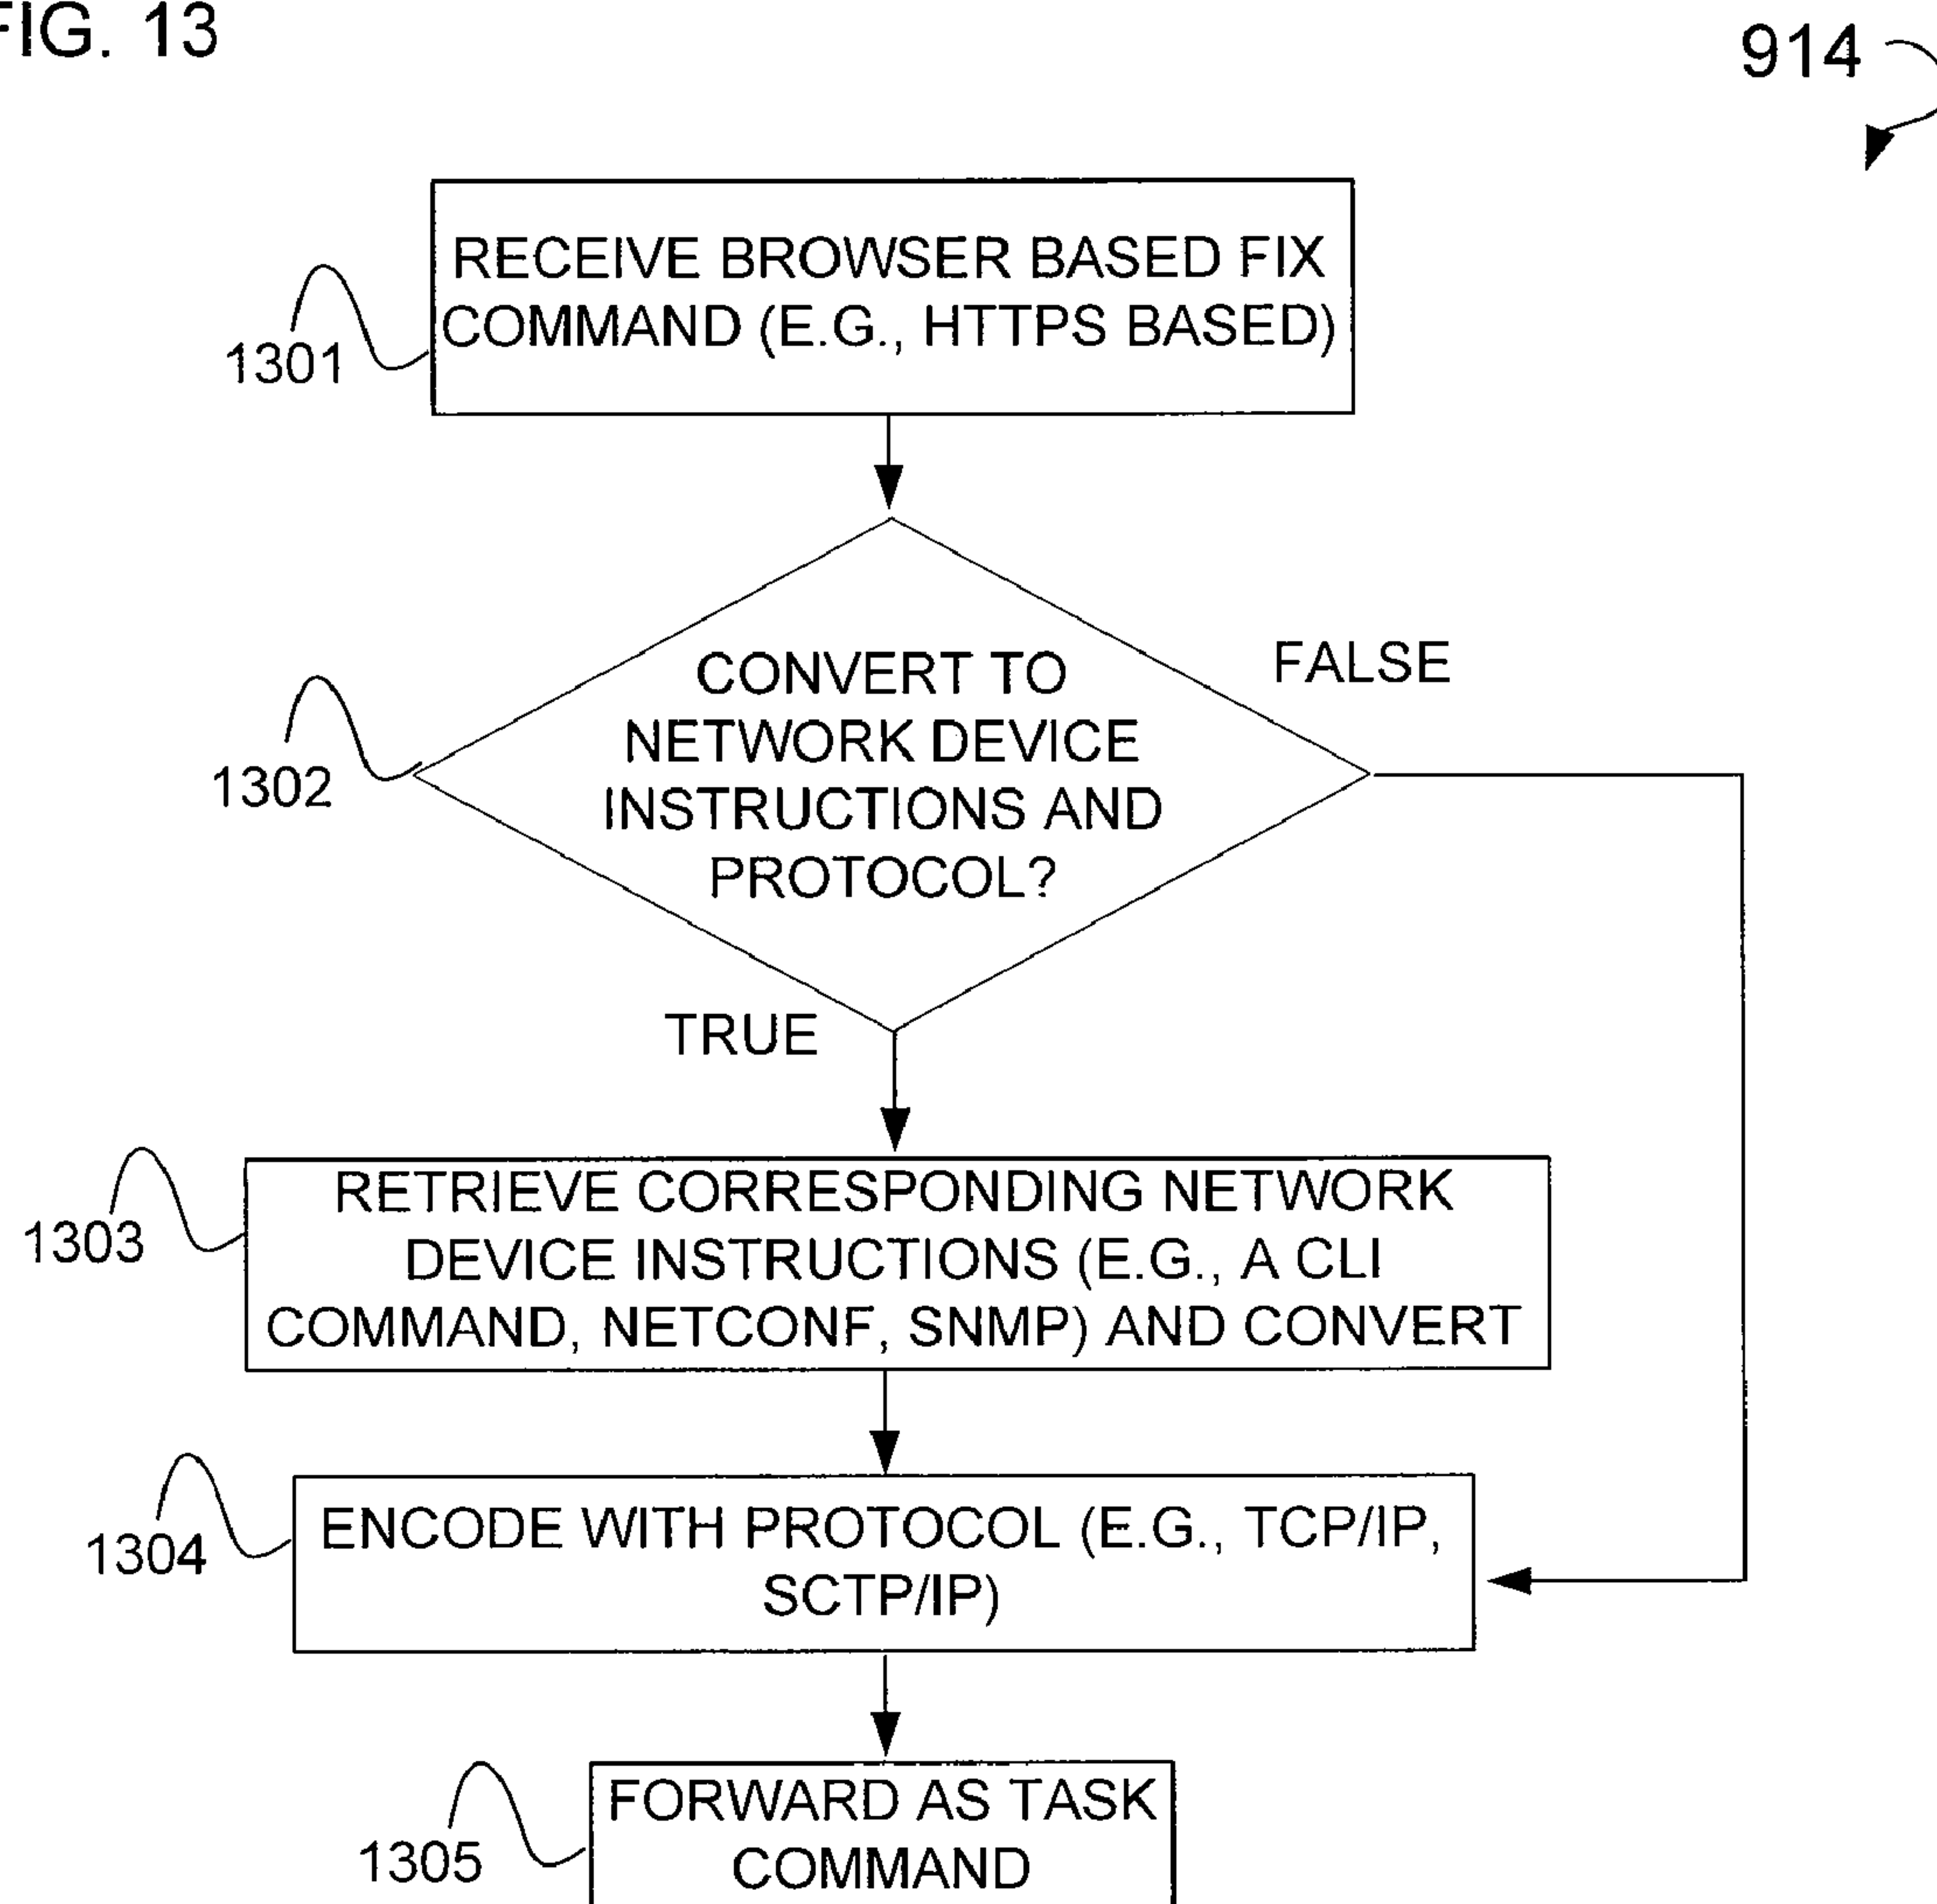 FIG. 13
914
RECEIVE BROWSER BASED FIX
COMMAND (E.G., HTTPS BASED)
1301
CONVERT TO
NETWORK DEVICE
INSTRUCTIONS AND
PROTOCOL?
FALSE
1302
TRUE
RETRIEVE CORRESPONDING NETWORK
DEVICE INSTRUCTIONS (E.G., A CLI
COMMAND, NETCONF, SNMP) AND CONVERT
1303
ENCODE WITH PROTOCOL (E.G., TCP/IP,
SCTP/IP)
1304
FORWARD AS TASK
COMMAND
1305